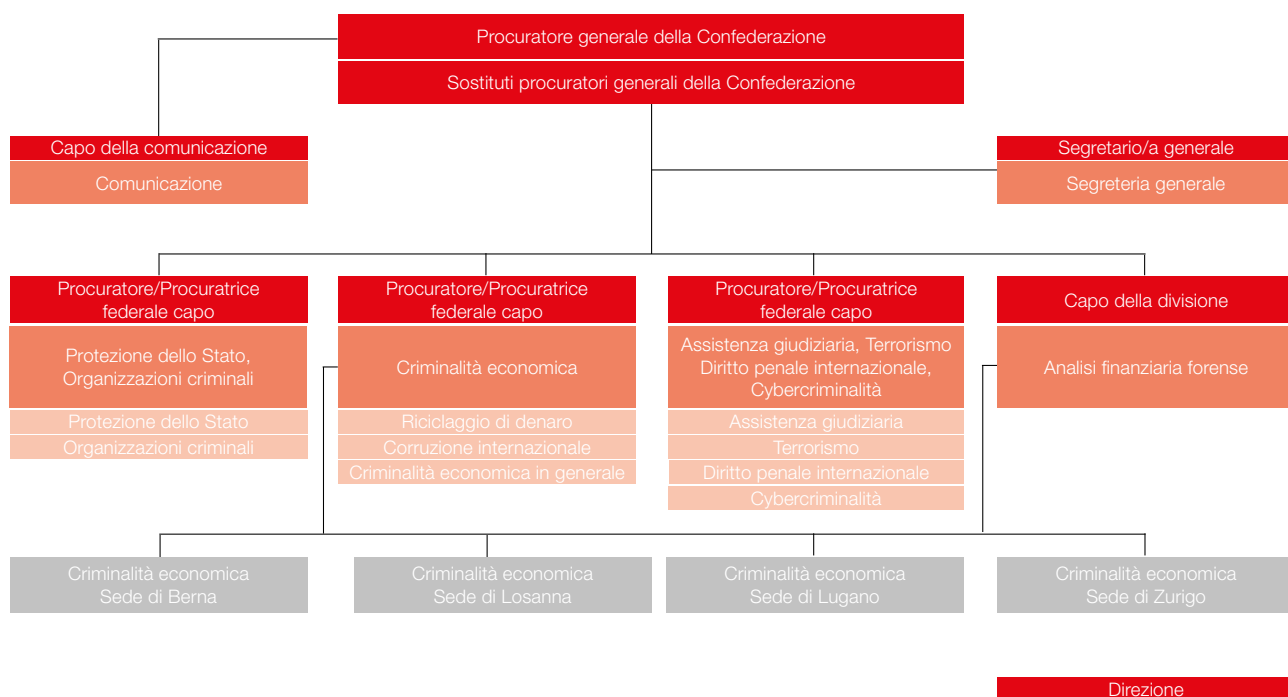 Procuratore generale della Confederazione
Sostituti procuratori generali della Confederazione
Capo della comunicazione
Comunicazione
Segretario/a generale
Segreteria generale
Procuratore/Procuratrice
federale capo
Protezione dello Stato,
Organizzazioni criminali
Protezione dello Stato
Organizzazioni criminali
Procuratore/Procuratrice
federale capo
Criminalità economica
Riciclaggio di denaro
Corruzione internazionale
Criminalità economica in generale
Procuratore/Procuratrice
federale capo
Assistenza giudiziaria, Terrorismo
Diritto penale internazionale,
Cybercriminalità
Assistenza giudiziaria
Terrorismo
Diritto penale internazionale
Cybercriminalità
Capo della divisione
Analisi finanziaria forense
Criminalità economica
Sede di Berna
Criminalità economica
Sede di Losanna
Criminalità economica
Sede di Lugano
Criminalità economica
Sede di Zurigo
Direzione